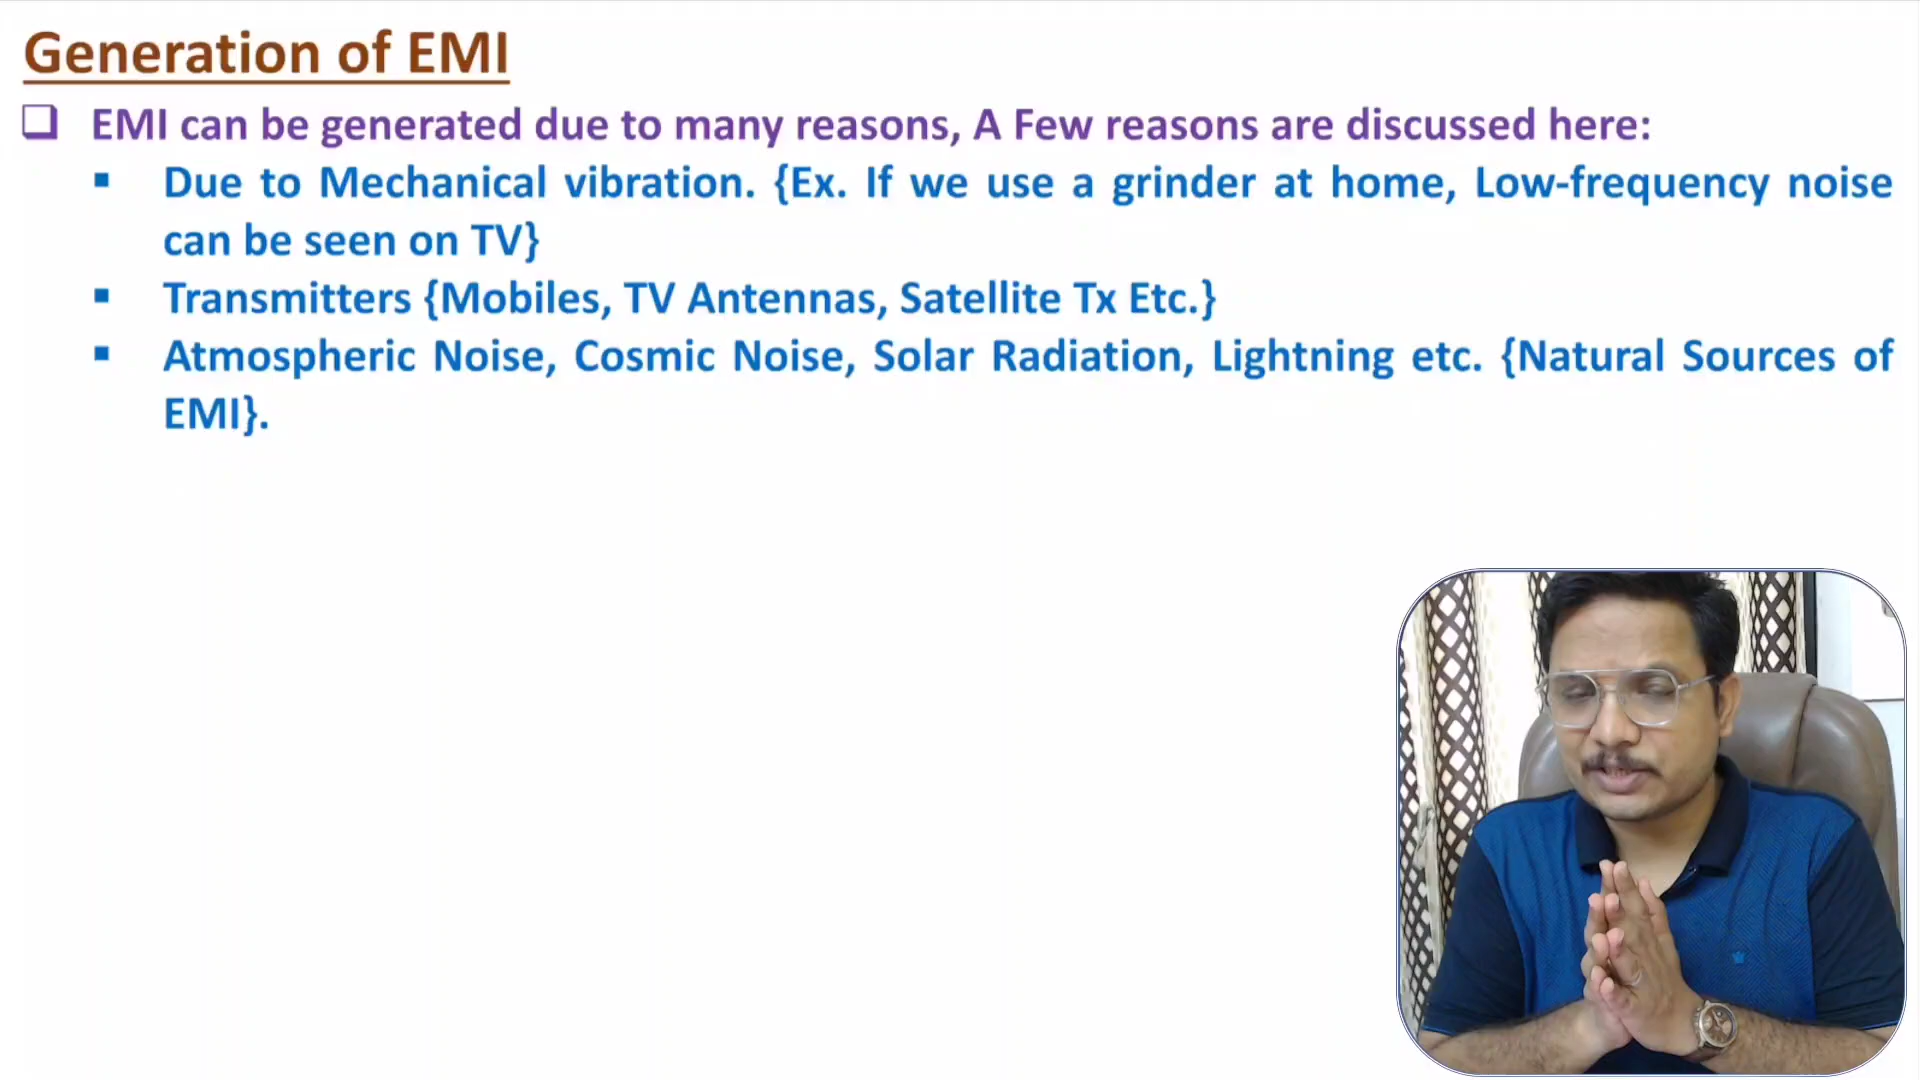 Generation of EMI
EMI can be generated due to many reasons, A Few reasons are discussed here:
Due to Mechanical vibration. {Ex. If we use a grinder at home, Low-frequency noise
can be seen on TV}
Transmitters {Mobiles, TV Antennas, Satellite Tx Etc.}
Atmospheric Noise, Cosmic Noise, Solar Radiation, Lightning etc. {Natural Sources of
EMI}.